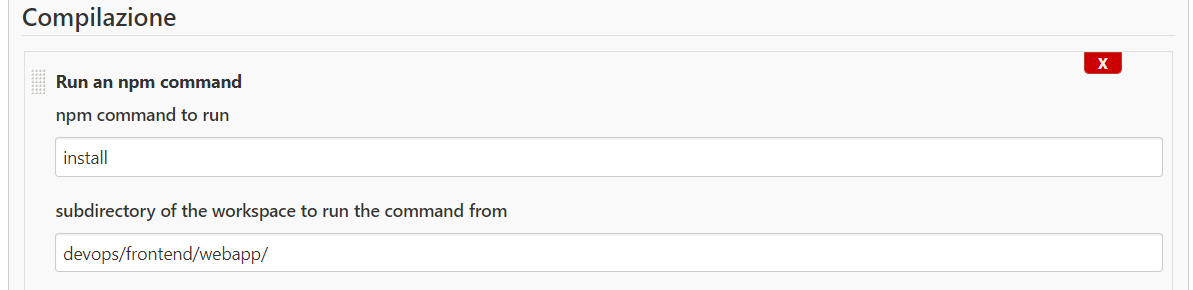 Compilazione
X
Run an npm command
npm command to run
install
subdirectory of the workspace to run the command from
devops/frontend/webapp/